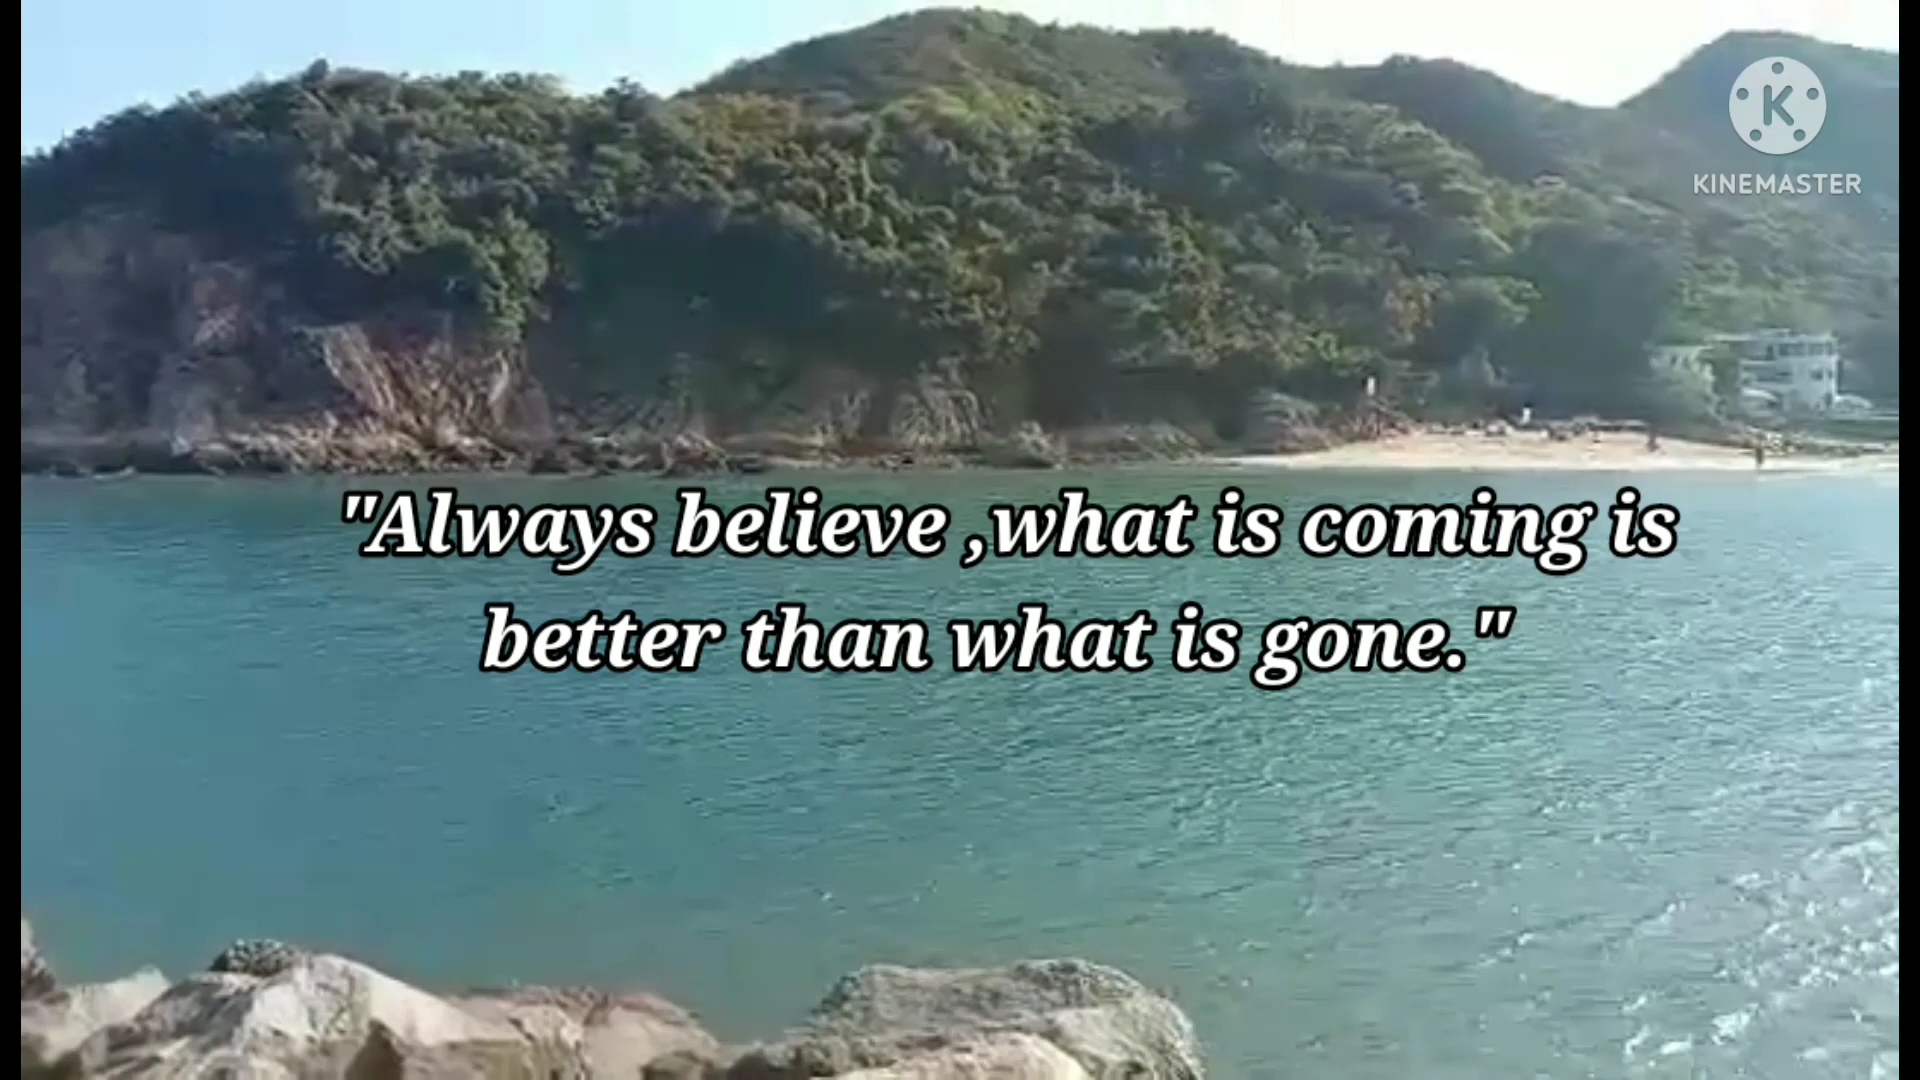 KINEMASTER
"Always believe ,what is coming is
better than what is gone."